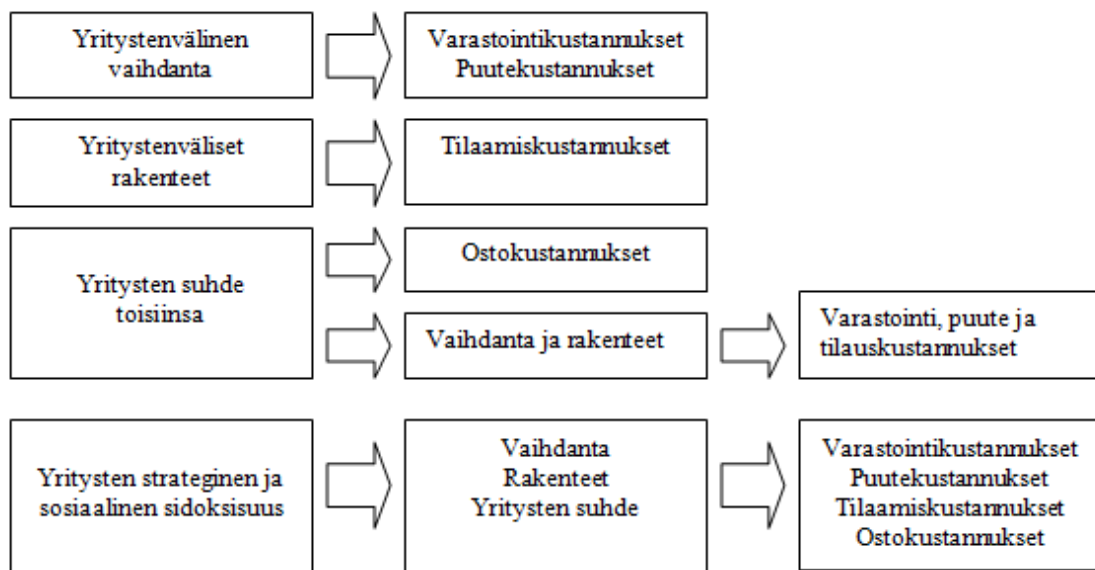 Yritystenvälinen
vaihdanta
Varastointikustannukset
Puutekustannukset
Yritystenväliset
rakenteet
Tilaamiskustannukset
Yritysten suhde
toisiinsa
Ostokustannukset
Vaihdanta ja rakenteet
Varastointi, puute ja
tilauskustannukset
Yritysten strateginen ja
sosiaalinen sidoksisuus
Vaihdanta
Rakenteet
Yritysten suhde
Varastointikustannukset
Puutekustannukset
Tilaamiskustannukset
Ostokustannukset